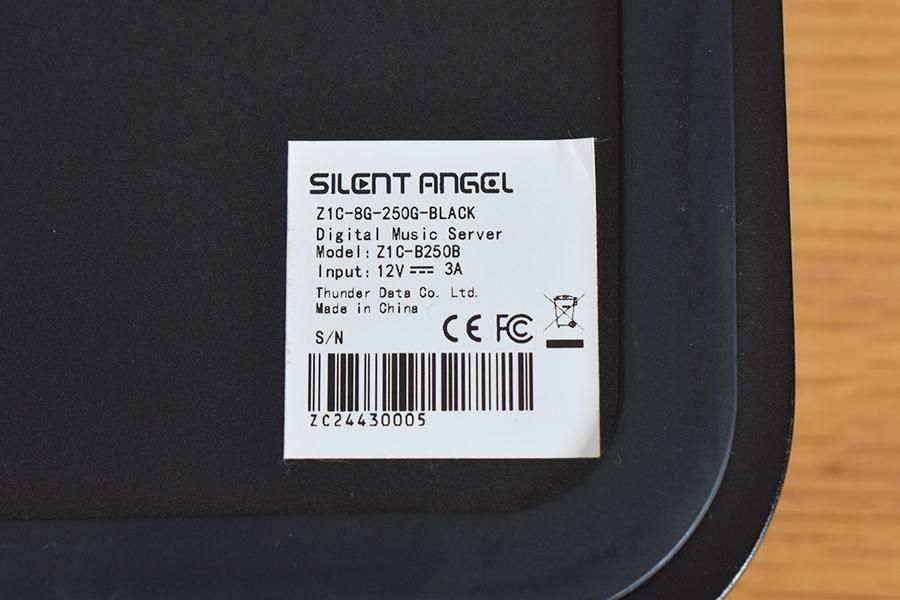 SILENT ANGEL
Z1C-8G-250G-BLACK
Digital Music Server
Model: Z1C-B250B
Input: 12V ⎓ 3A
Thunder Data Co. Ltd.
Made in China
CE FC
S/N
ZC24430005